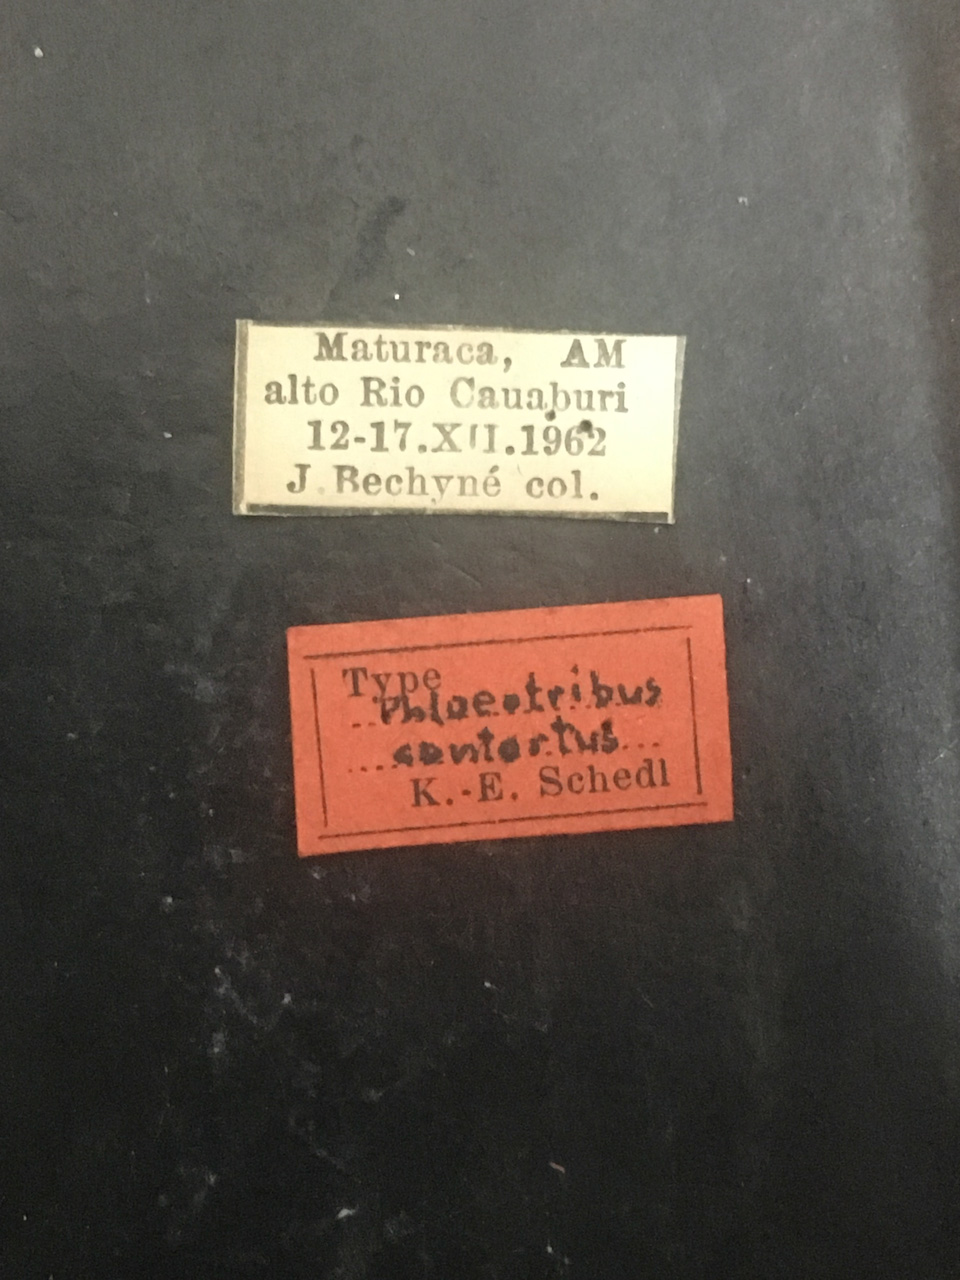 Maturaca, AM
alto Rio Cauaburi
12-17.XII.1962
J. Bechyné col.
Type
Phloeotribus
contortus
K.-E. Schedl